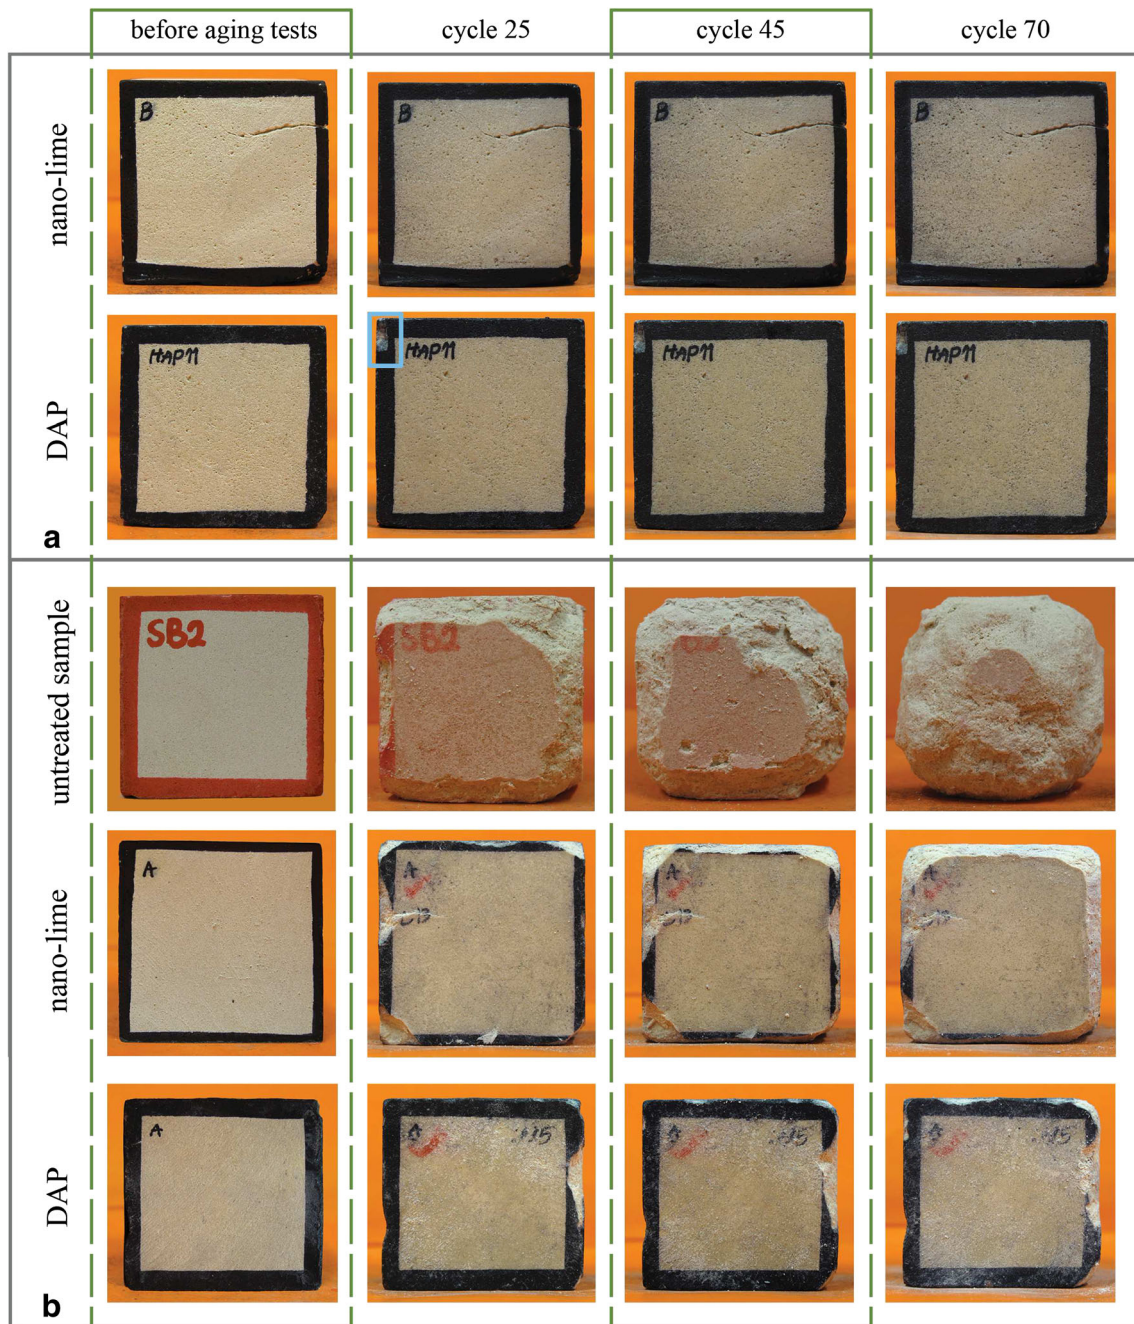 before aging tests cycle 25 cycle 45 cycle 70
nano-lime
B B B B
DAP
HAP11 HAP11 HAP11 HAP11
a
untreated sample
SB2 SB2
nano-lime
A A A A
DAP
A
b